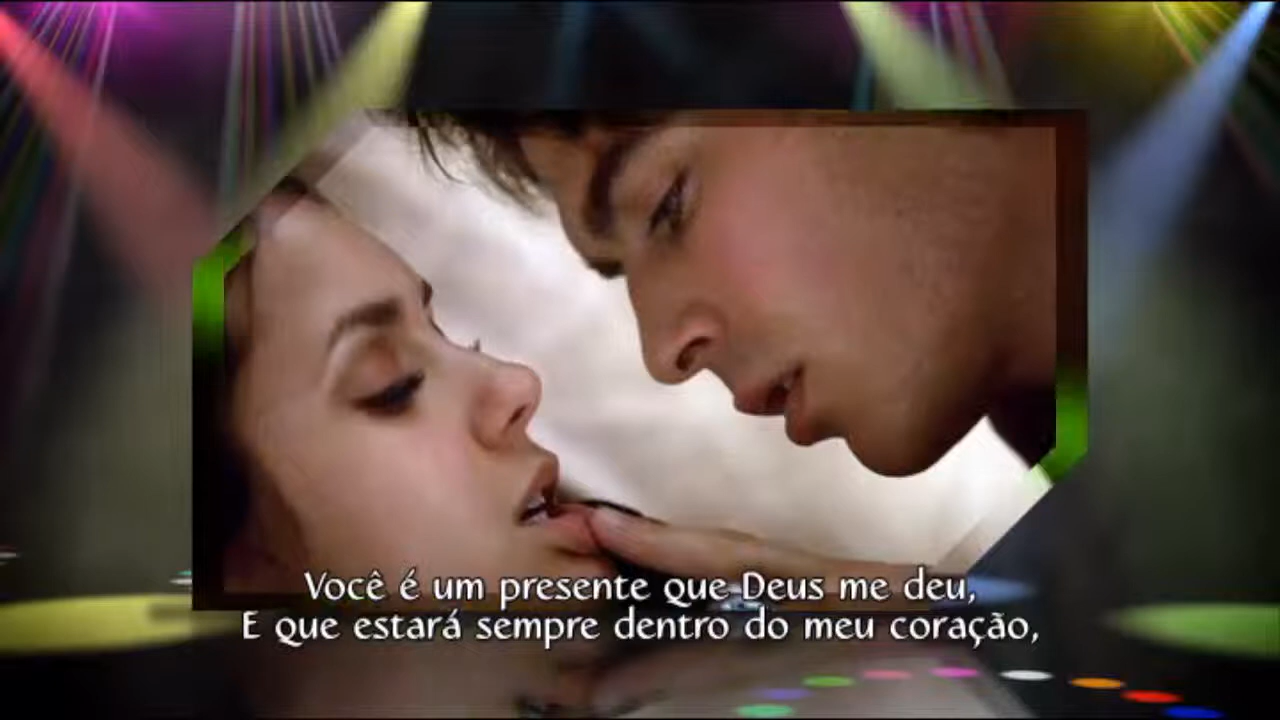 Você é um presente que Deus me deu,
E que estará sempre dentro do meu coração,